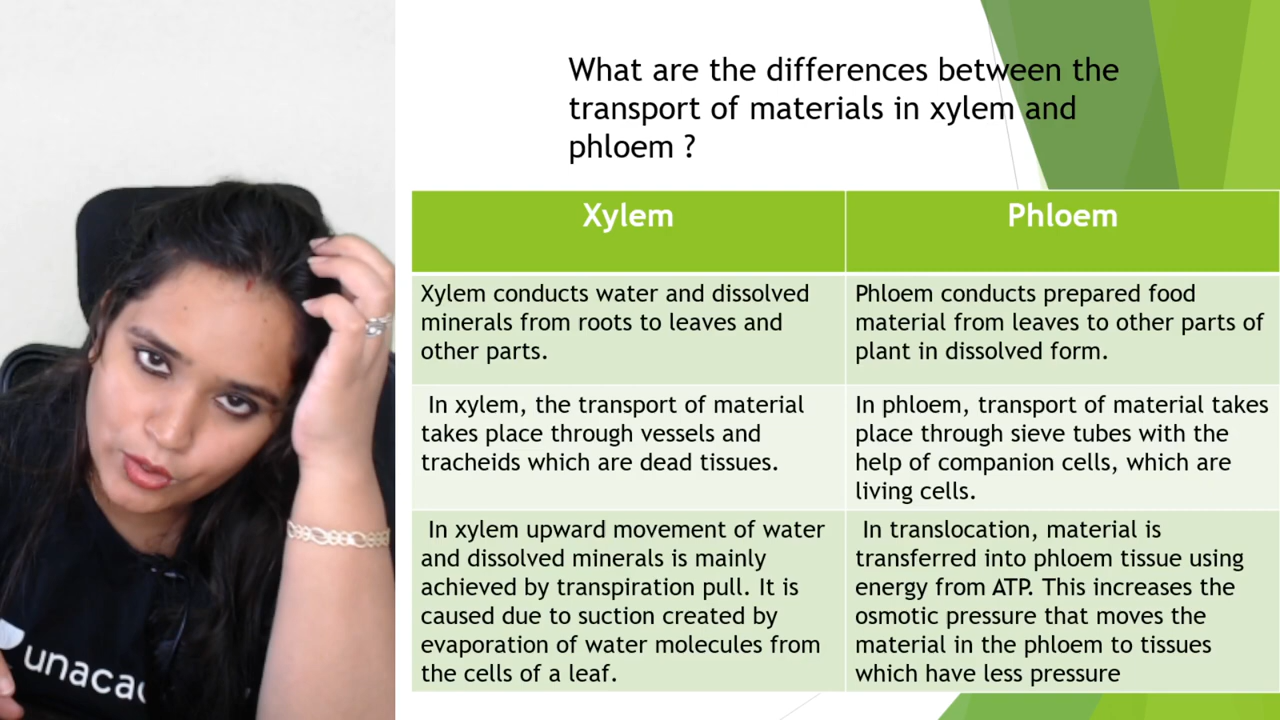 What are the differences between the
transport of materials in xylem and
phloem ?
Xylem
Phloem
Xylem conducts water and dissolved
minerals from roots to leaves and
other parts.
Phloem conducts prepared food
material from leaves to other parts of
plant in dissolved form.
In xylem, the transport of material
takes place through vessels and
tracheids which are dead tissues.
In phloem, transport of material takes
place through sieve tubes with the
help of companion cells, which are
living cells.
In xylem upward movement of water
and dissolved minerals is mainly
achieved by transpiration pull. It is
caused due to suction created by
evaporation of water molecules from
the cells of a leaf.
In translocation, material is
transferred into phloem tissue using
energy from ATP. This increases the
osmotic pressure that moves the
material in the phloem to tissues
which have less pressure
unaca